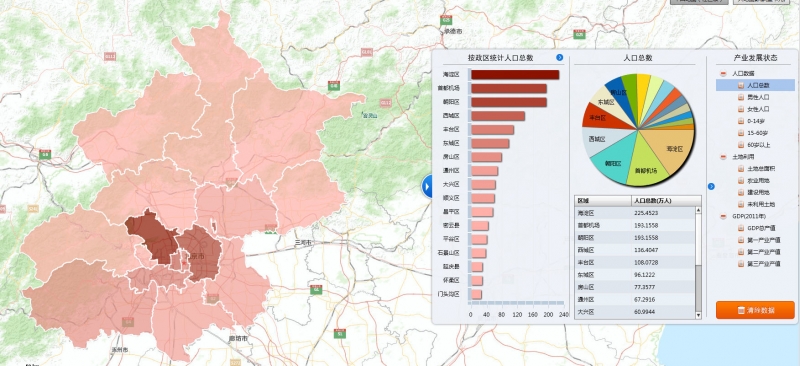 承德市
北京市
三河市
廊坊市
涿州市
按政区统计人口总数
海淀区
首都机场
朝阳区
西城区
丰台区
东城区
房山区
通州区
大兴区
顺义区
昌平区
密云县
平谷区
石景山区
延庆县
怀柔区
门头沟区
0 40 80 120 160 200 240
人口总数
房山区
东城区
丰台区
西城区
朝阳区
首都机场
海淀区
区域 人口总数(万人)
海淀区 225.4523
首都机场 193.1558
朝阳区 193.1558
西城区 136.4047
丰台区 108.0728
东城区 96.1222
房山区 77.3577
通州区 67.2916
大兴区 60.9944
产业发展状态
人口数据
人口总数
男性人口
女性人口
0-14岁
15-60岁
60岁以上
土地利用
土地总面积
农业用地
建设用地
未利用土地
GDP(2011年)
GDP总产值
第一产业产值
第二产业产值
第三产业产值
清除数据